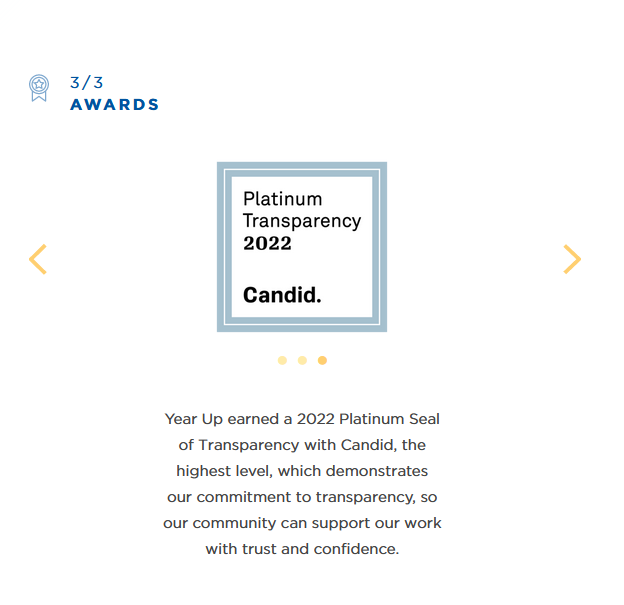 3/3
AWARDS
Platinum
Transparency
2022
Candid.
Year Up earned a 2022 Platinum Seal
of Transparency with Candid, the
highest level, which demonstrates
our commitment to transparency, so
our community can support our work
with trust and confidence.